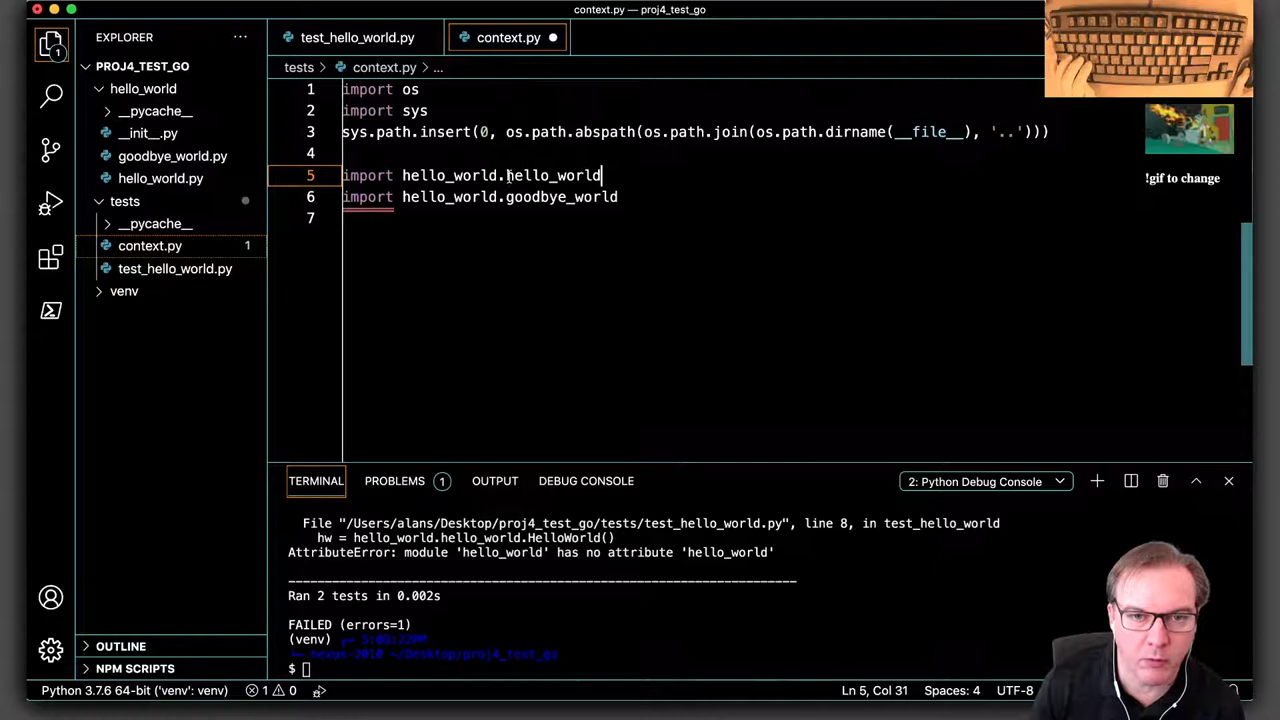 context.py — proj4_test_go
EXPLORER
test_hello_world.py
context.py
PROJ4_TEST_GO
hello_world
__pycache__
__init__.py
goodbye_world.py
hello_world.py
tests
__pycache__
context.py 1
test_hello_world.py
venv
OUTLINE
NPM SCRIPTS
1
tests > context.py > ...
1 import os
2 import sys
3 sys.path.insert(0, os.path.abspath(os.path.join(os.path.dirname(__file__), '..')))
4
5 import hello_world.hello_world
6 import hello_world.goodbye_world
7
!gif to change
TERMINAL PROBLEMS 1 OUTPUT DEBUG CONSOLE 2: Python Debug Console
File "/Users/alans/Desktop/proj4_test_go/tests/test_hello_world.py", line 8, in test_hello_world
hw = hello_world.hello_world.HelloWorld()
AttributeError: module 'hello_world' has no attribute 'hello_world'
----------------------------------------------------------------------
Ran 2 tests in 0.002s
FAILED (errors=1)
(venv)
~/Desktop/proj4_test_go
$
Python 3.7.6 64-bit ('venv': venv) 1 0 Ln 5, Col 31 Spaces: 4 UTF-8